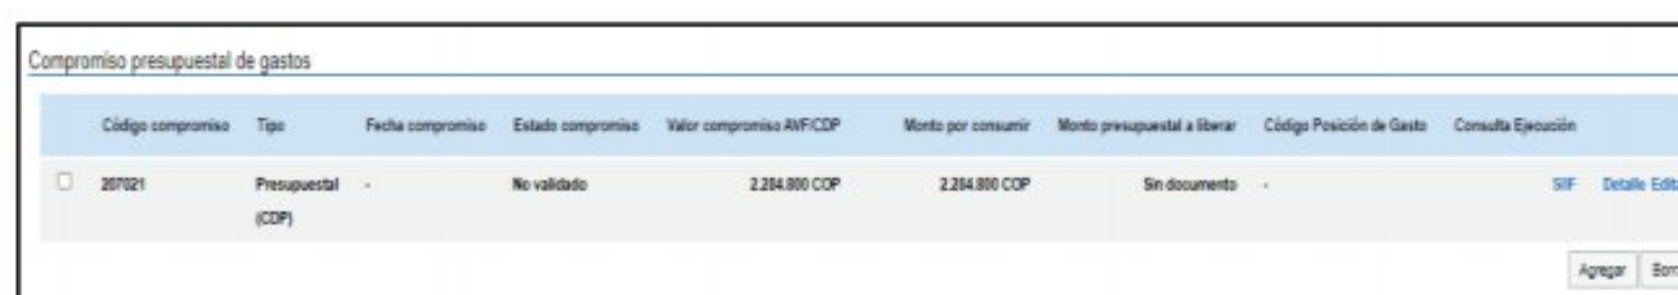 Compromiso presupuestal de gastos
Código compromiso Tipo Fecha compromiso Estado compromiso Valor compromiso AVF/CDP Monto por consumir Monto presupuestal a liberar Código Posición de Gasto Consulta Ejecución
207021 Presupuestal - No validado 2.284.800 COP 2.284.800 COP Sin documento - SIIF Detalle Edita
(CDP)
Agregar Borr